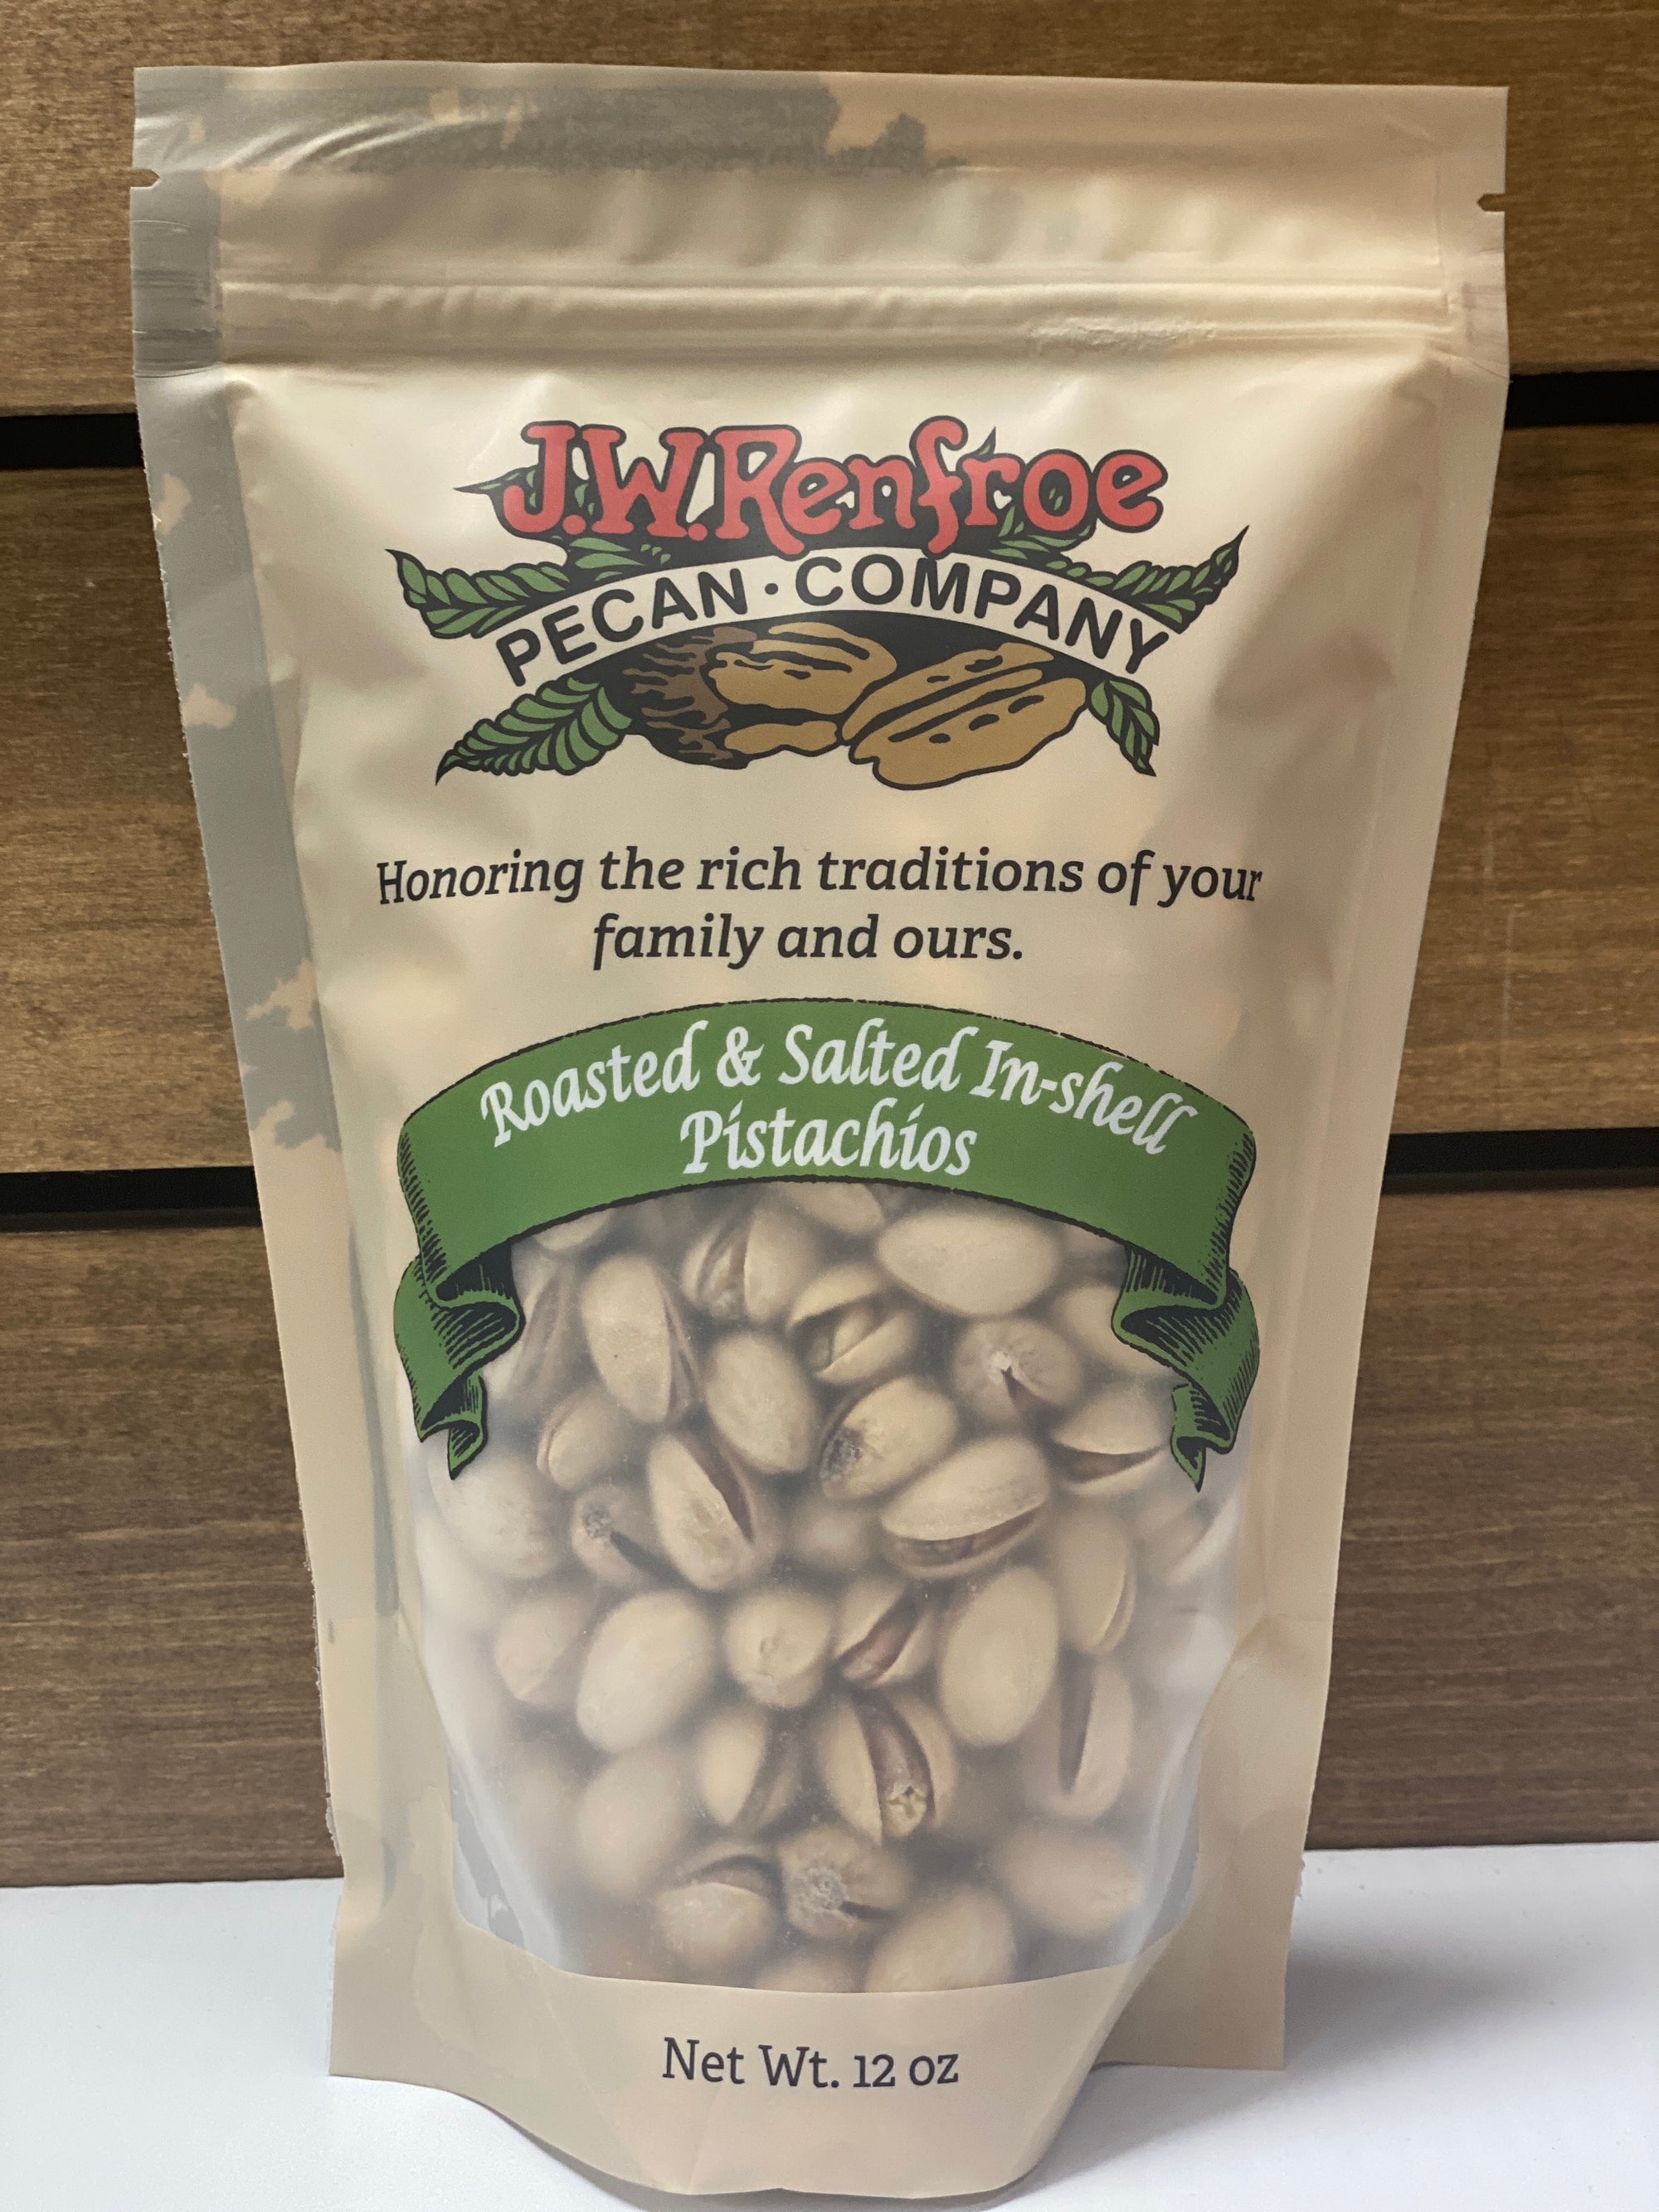 J.W.Renfroe
PECAN · COMPANY
Honoring the rich traditions of your
family and ours.
Roasted & Salted In-shell
Pistachios
Net Wt. 12 oz